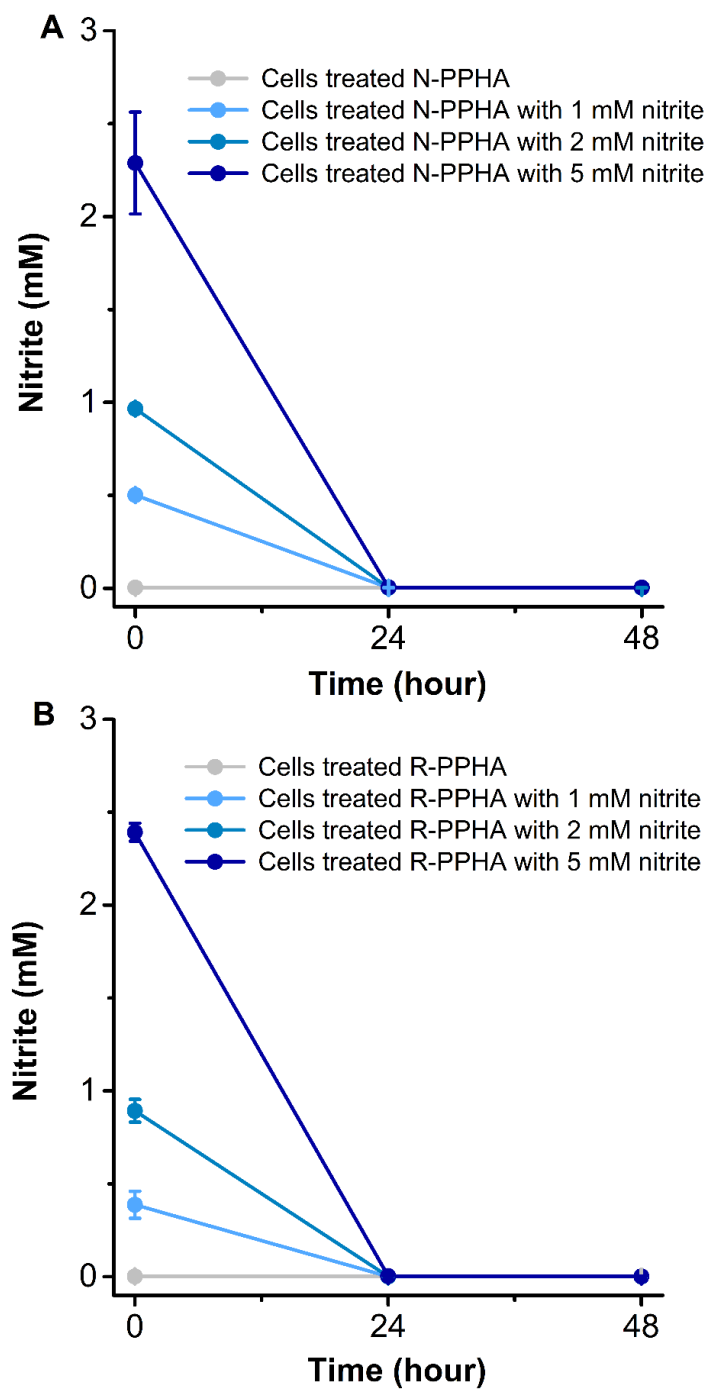 A
3
Cells treated N-PPHA
Cells treated N-PPHA with 1 mM nitrite
Cells treated N-PPHA with 2 mM nitrite
Cells treated N-PPHA with 5 mM nitrite
2
Nitrite (mM)
1
0
0 24 48
Time (hour)
B
3
Cells treated R-PPHA
Cells treated R-PPHA with 1 mM nitrite
Cells treated R-PPHA with 2 mM nitrite
Cells treated R-PPHA with 5 mM nitrite
2
Nitrite (mM)
1
0
0 24 48
Time (hour)